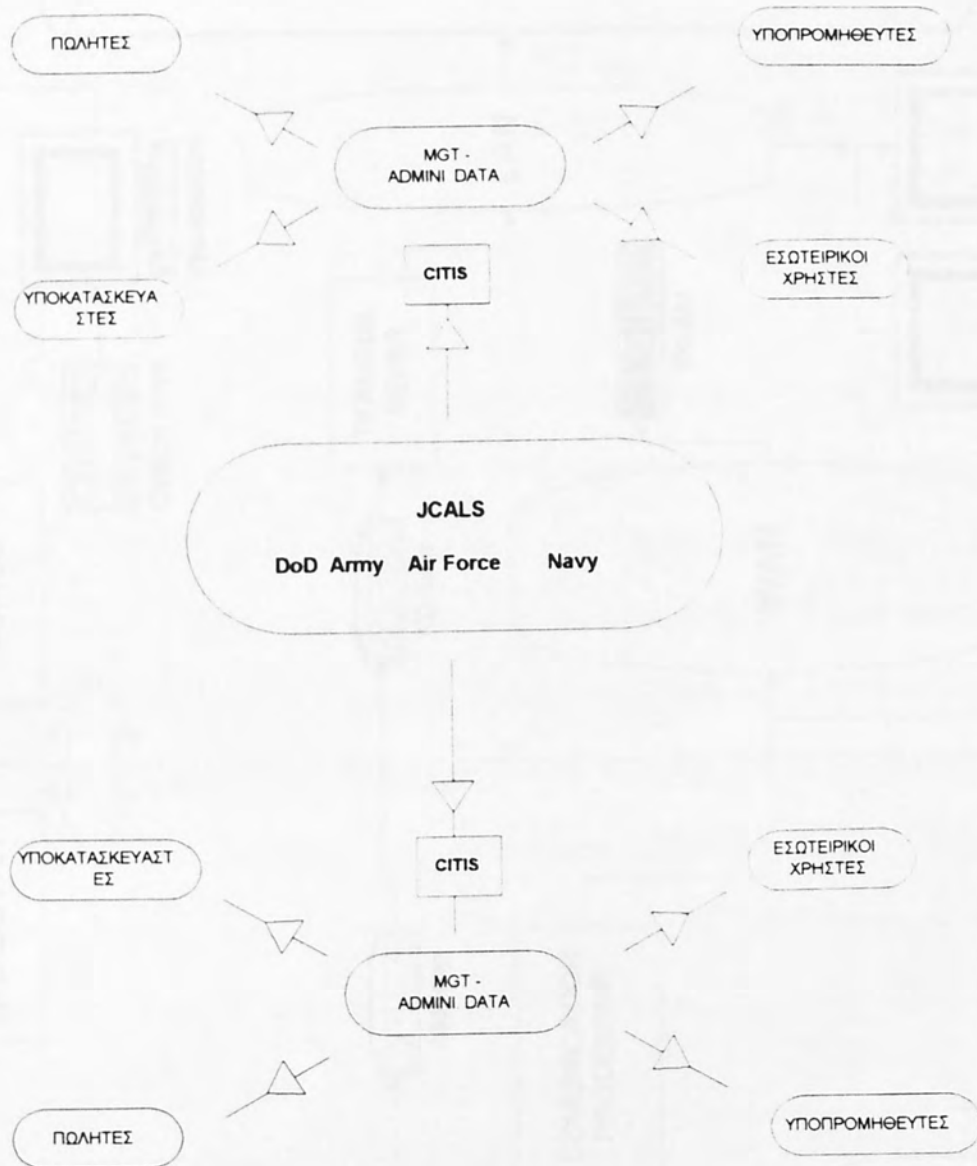 ΠΩΛΗΤΕΣ
ΥΠΟΠΡΟΜΗΘΕΥΤΕΣ
MGT -
ADMINI DATA
ΥΠΟΚΑΤΑΣΚΕΥΑ
ΣΤΕΣ
CITIS
ΕΣΩΤΕΙΡΙΚΟΙ
ΧΡΗΣΤΕΣ
JCALS
DoD Army Air Force Navy
ΥΠΟΚΑΤΑΣΚΕΥΑΣΤ
ΕΣ
CITIS
ΕΣΩΤΕΙΡΙΚΟΙ
ΧΡΗΣΤΕΣ
MGT -
ADMINI DATA
ΠΩΛΗΤΕΣ
ΥΠΟΠΡΟΜΗΘΕΥΤΕΣ